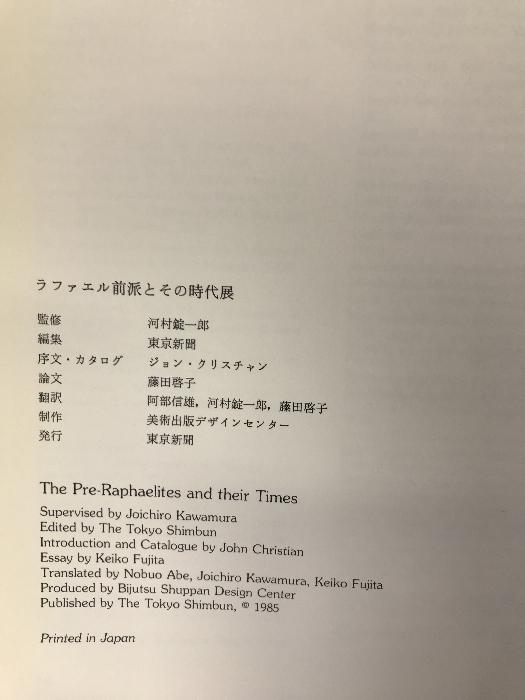 ラファエル前派とその時代展
監修 河村錠一郎
編集 東京新聞
序文・カタログ ジョン・クリスチャン
論文 藤田啓子
翻訳 阿部信雄，河村錠一郎，藤田啓子
制作 美術出版デザインセンター
発行 東京新聞
The Pre-Raphaelites and their Times
Supervised by Joichiro Kawamura
Edited by The Tokyo Shimbun
Introduction and Catalogue by John Christian
Essay by Keiko Fujita
Translated by Nobuo Abe, Joichiro Kawamura, Keiko Fujita
Produced by Bijutsu Shuppan Design Center
Published by The Tokyo Shimbun, © 1985
Printed in Japan